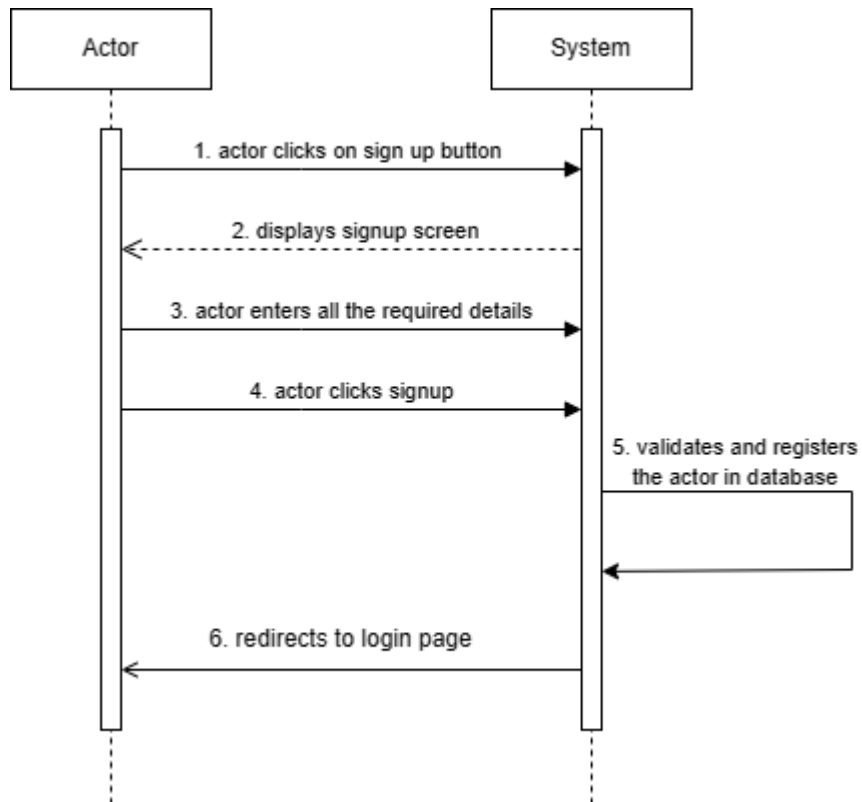 Actor
System
1. actor clicks on sign up button
2. displays signup screen
3. actor enters all the required details
4. actor clicks signup
5. validates and registers
the actor in database
6. redirects to login page